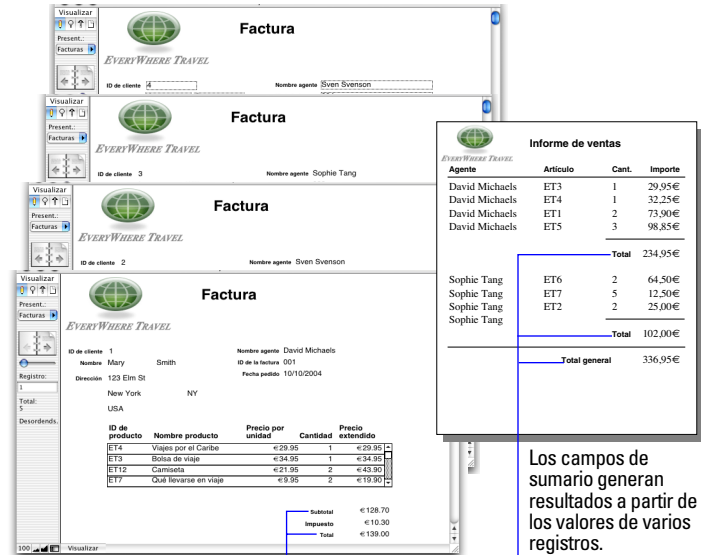 Visualizar
Factura
Present.:
Facturas
EVERYWHERE TRAVEL
ID de cliente 4
Nombre agente Sven Svenson
Visualizar
Factura
Present.:
Facturas
EVERYWHERE TRAVEL
ID de cliente 3
Nombre agente Sophie Tang
Visualizar
Factura
Present.:
Facturas
EVERYWHERE TRAVEL
ID de cliente 2
Nombre agente Sven Svenson
Visualizar
Factura
Present.:
Facturas
EVERYWHERE TRAVEL
ID de cliente 1
Nombre agente David Michaels
Nombre Mary Smith
ID de la factura 001
Registro:
1
Dirección 123 Elm St
Fecha pedido 10/10/2004
New York NY
Total:
5
USA
Desordends.
ID de producto Nombre producto Precio por unidad Cantidad Precio extendido
ET4 Viajes por el Caribe €29.95 1 €29.95
ET3 Bolsa de viaje €34.95 1 €34.95
ET12 Camiseta €21.95 2 €43.90
ET7 Qué llevarse en viaje €9.95 2 €19.90
Subtotal €128.70
Impuesto €10.30
Total €139.00
100 Visualizar
Informe de ventas
EVERYWHERE TRAVEL
Agente Artículo Cant. Importe
David Michaels ET3 1 29,95€
David Michaels ET4 1 32,25€
David Michaels ET1 2 73,90€
David Michaels ET5 3 98,85€
Total 234,95€
Sophie Tang ET6 2 64,50€
Sophie Tang ET7 5 12,50€
Sophie Tang ET2 2 25,00€
Sophie Tang
Total 102,00€
Total general 336,95€
Los campos de
sumario generan
resultados a partir de
los valores de varios
registros.